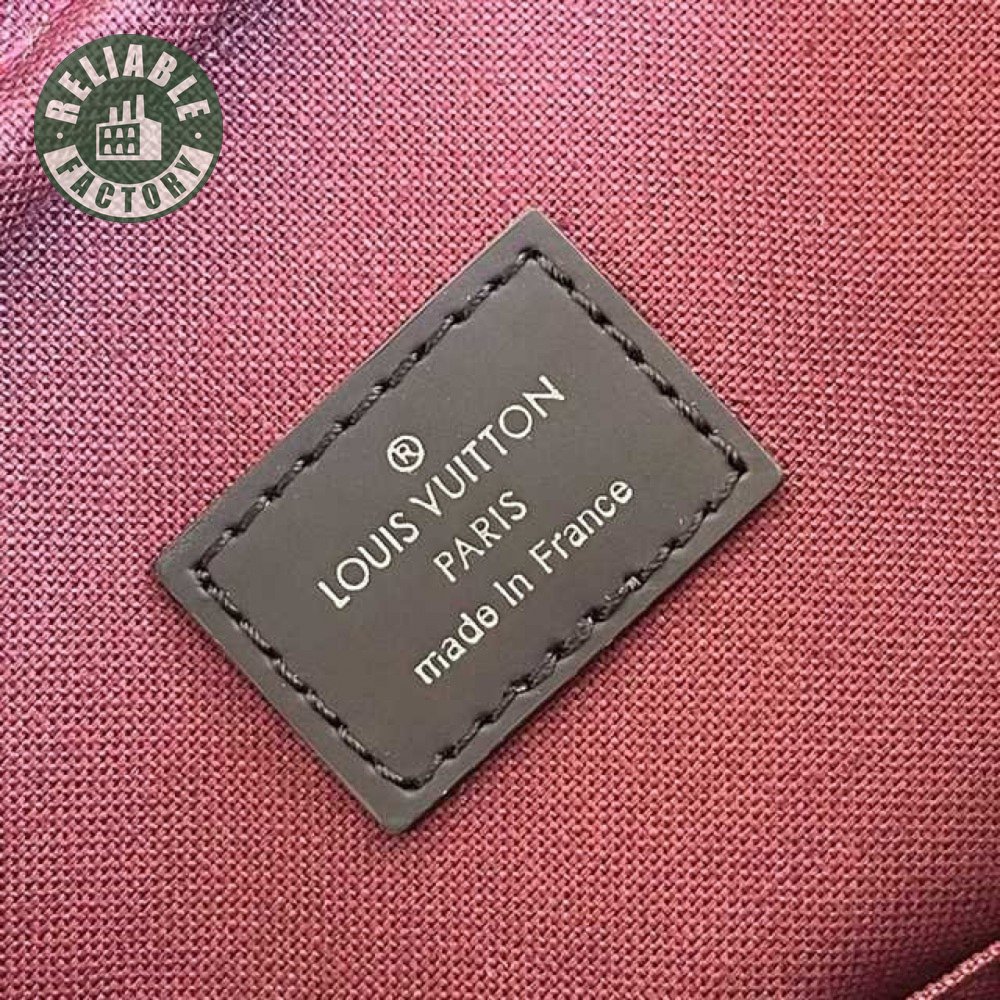 RELIABLE
FACTORY
®
LOUIS VUITTON
PARIS
made In France